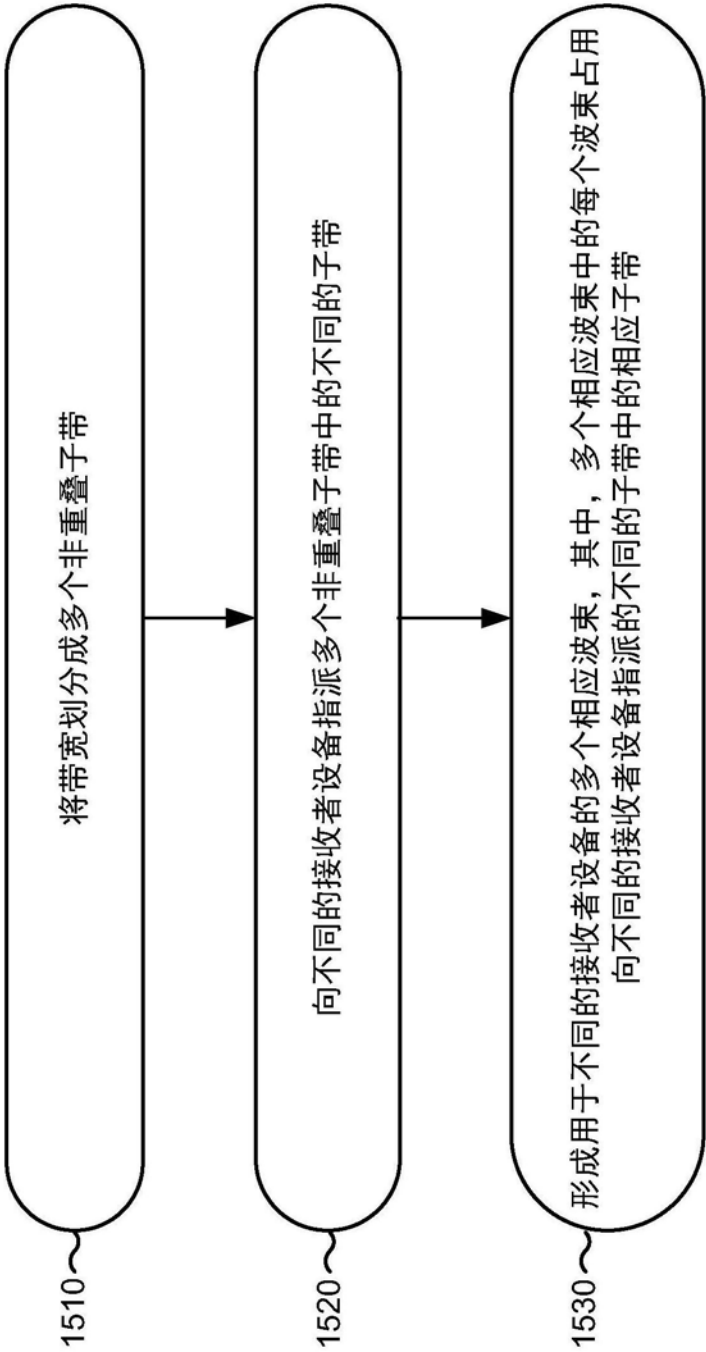 1510
将带宽划分成多个非重叠子带
1520
向不同的接收者设备指派多个非重叠子带中的不同的子带
1530
形成用于不同的接收者设备的多个相应波束，其中，多个相应波束中的每个波束占用
向不同的接收者设备指派的不同的子带中的相应子带